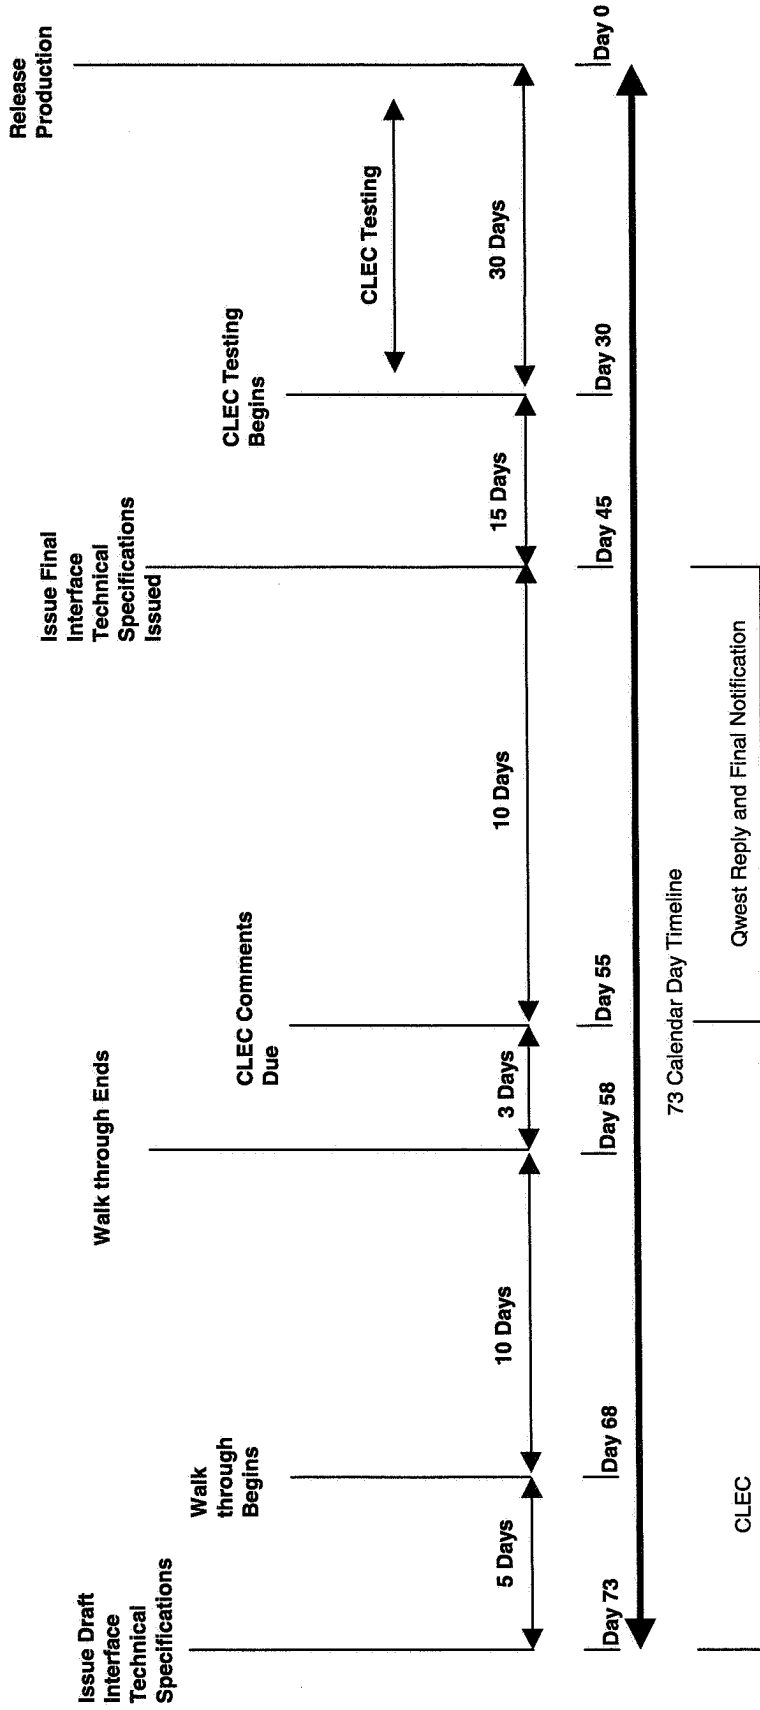 Issue Draft
Interface
Technical
Specifications
Walk
through
Begins
Walk through Ends
CLEC Comments
Due
Issue Final
Interface
Technical
Specifications
Issued
CLEC Testing
Begins
Release
Production
CLEC Testing
5 Days
10 Days
3 Days
10 Days
15 Days
30 Days
Day 73
Day 68
Day 58
Day 55
Day 45
Day 30
Day 0
73 Calendar Day Timeline
CLEC
Qwest Reply and Final Notification